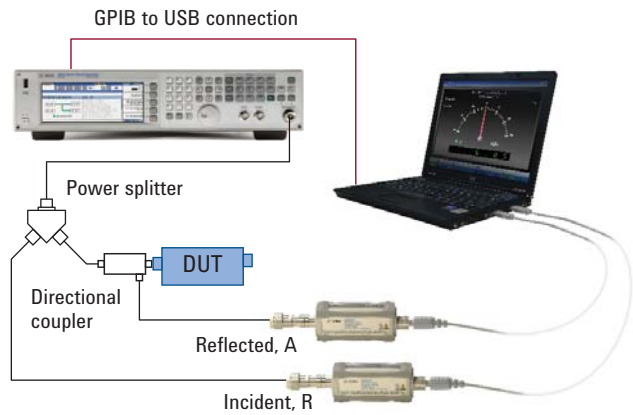 GPIB to USB connection
Power splitter
DUT
Directional
coupler
Reflected, A
Incident, R